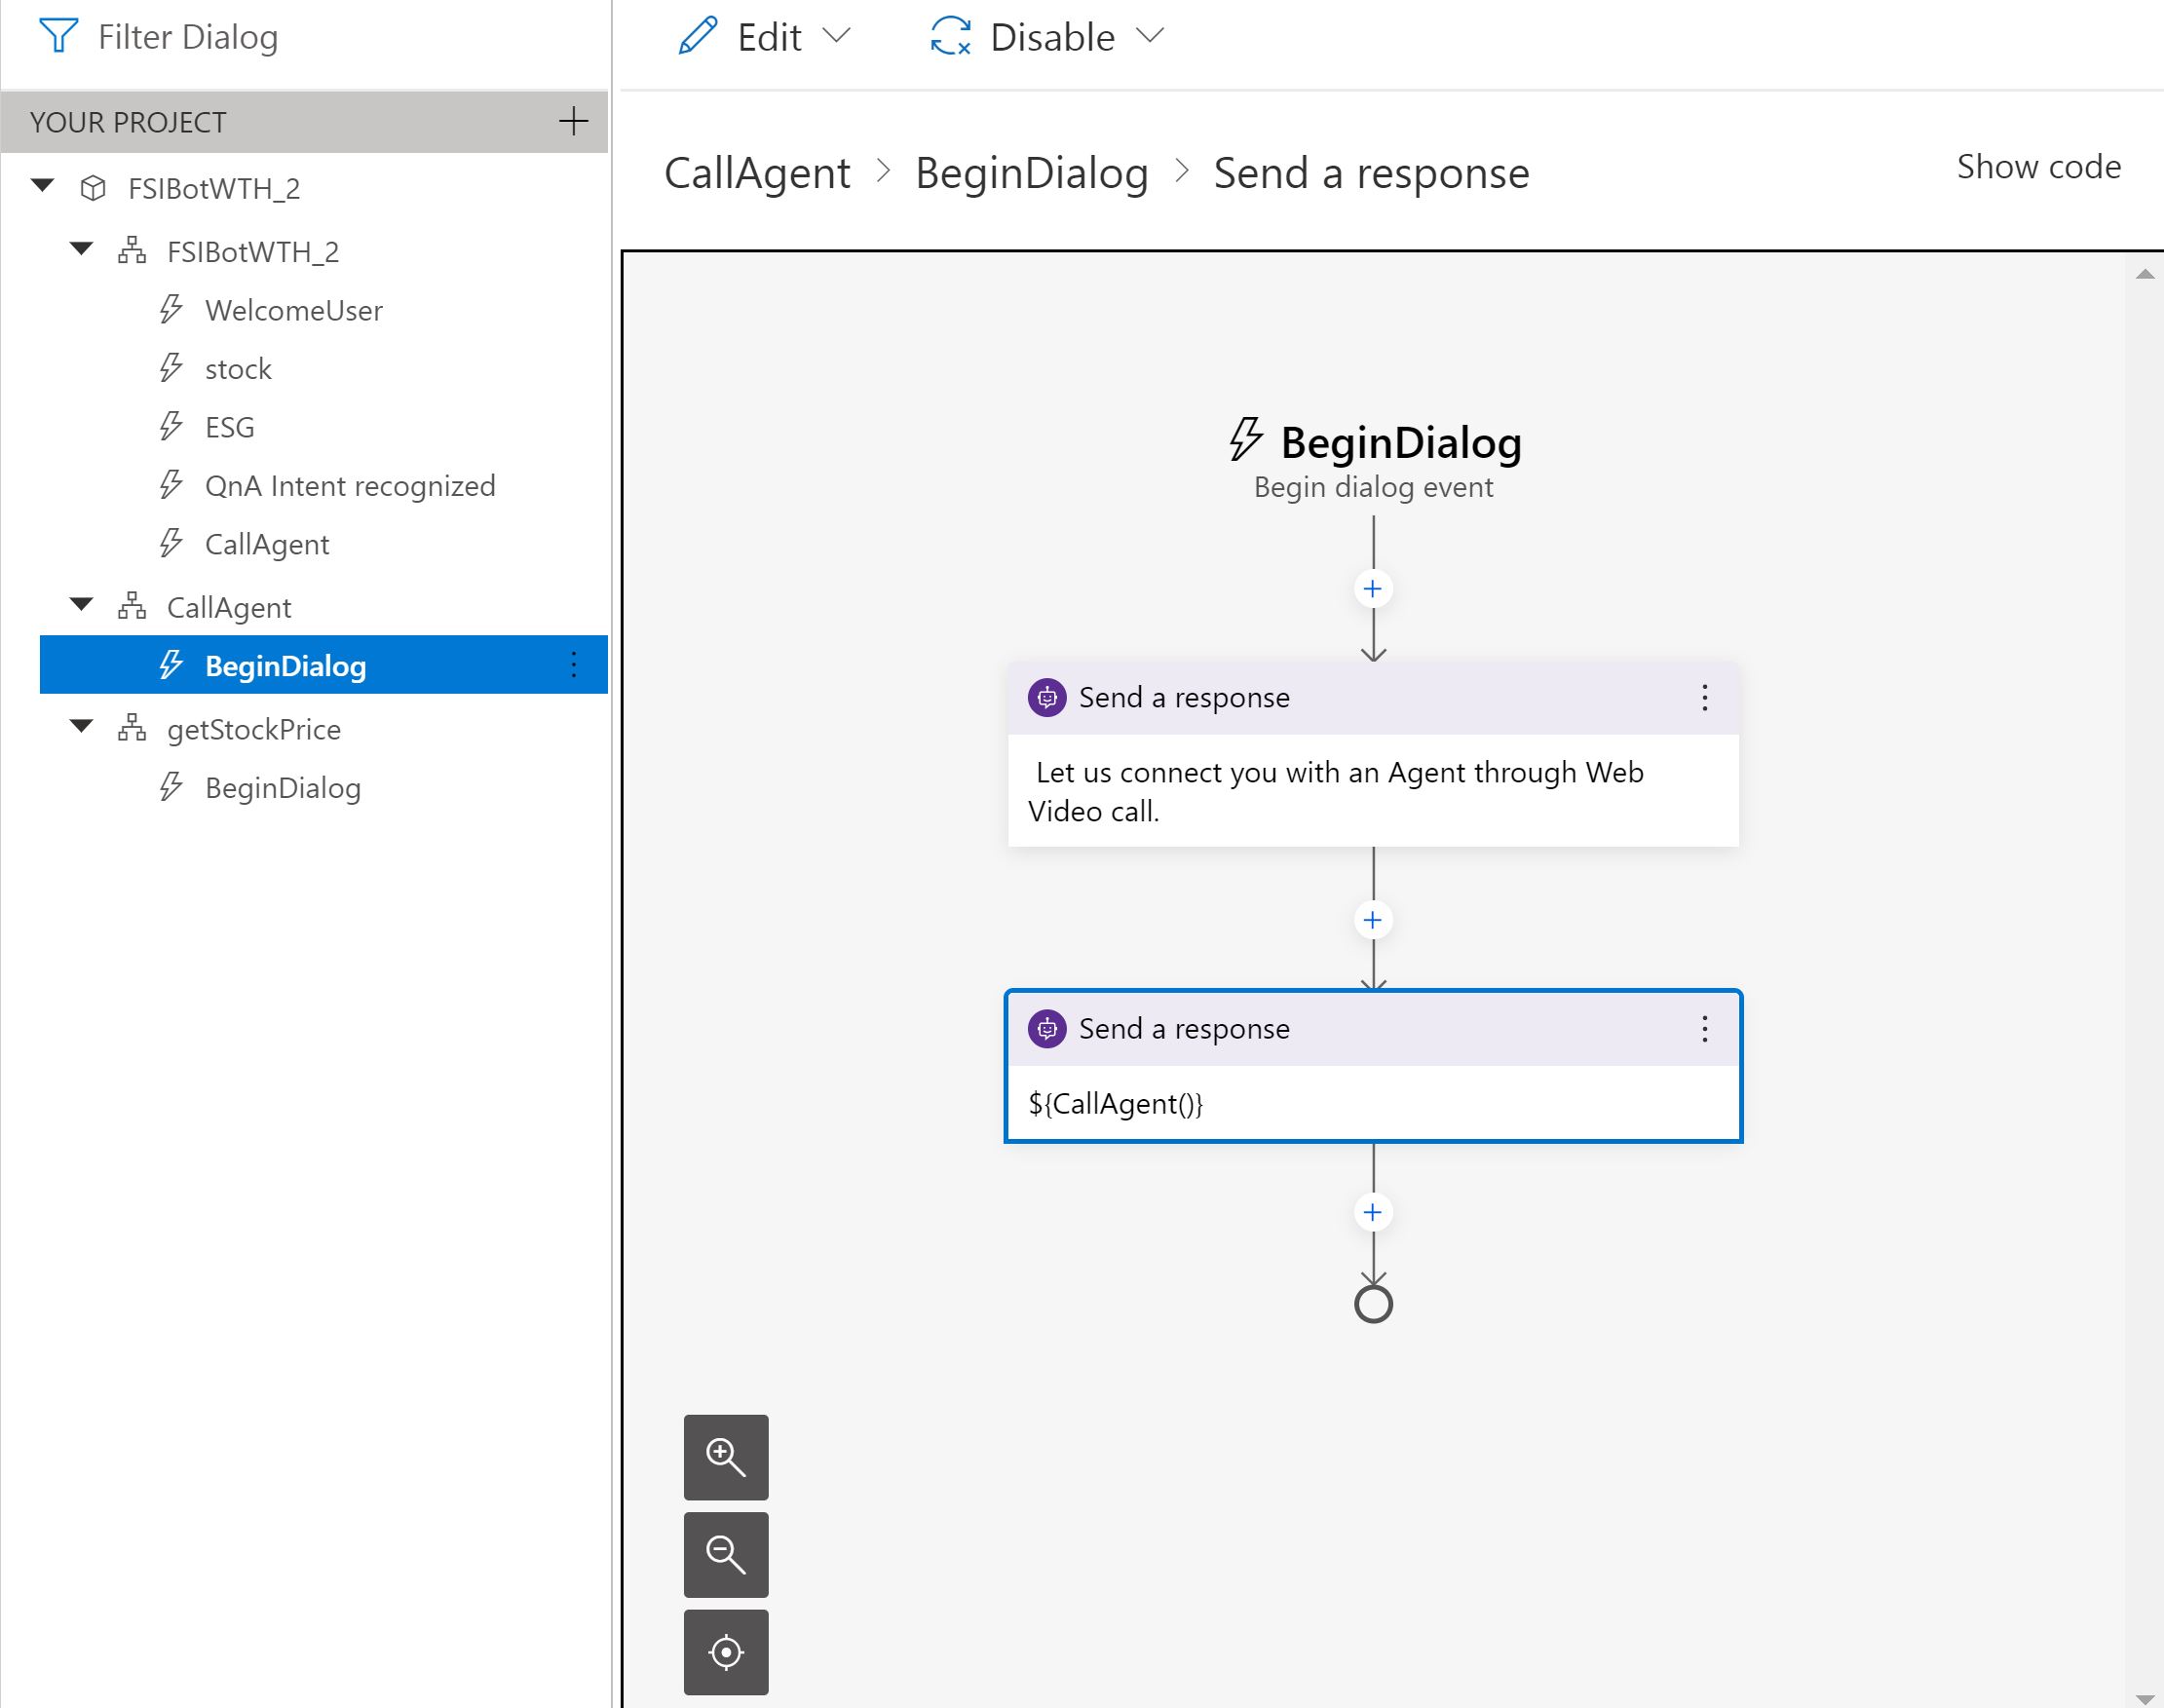 Filter Dialog
Edit
Disable
YOUR PROJECT
FSIBotWTH_2
FSIBotWTH_2
WelcomeUser
stock
ESG
QnA Intent recognized
CallAgent
CallAgent
BeginDialog
getStockPrice
BeginDialog
CallAgent > BeginDialog > Send a response
Show code
BeginDialog
Begin dialog event
Send a response
Let us connect you with an Agent through Web
Video call.
Send a response
${CallAgent()}